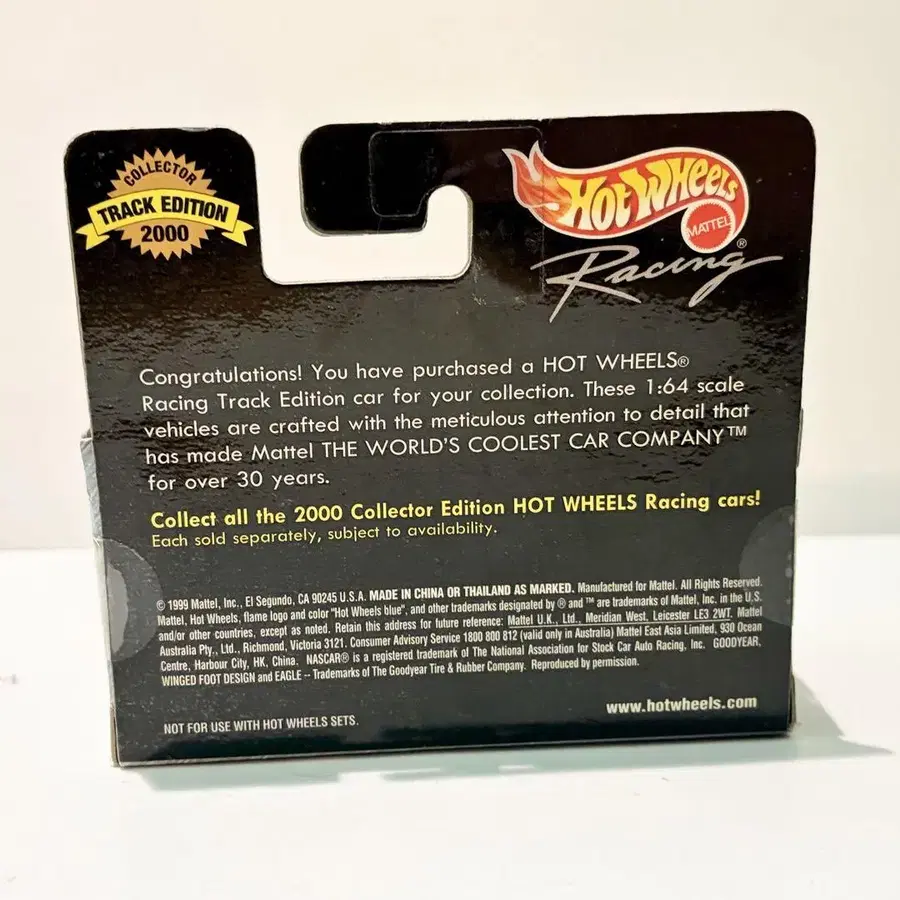 COLLECTOR
TRACK EDITION
2000
HOT WHEELS
MATTEL
®
Racing
Congratulations! You have purchased a HOT WHEELS®
Racing Track Edition car for your collection. These 1:64 scale
vehicles are crafted with the meticulous attention to detail that
has made Mattel THE WORLD'S COOLEST CAR COMPANY™
for over 30 years.
Collect all the 2000 Collector Edition HOT WHEELS Racing cars!
Each sold separately, subject to availability.
© 1999 Mattel, Inc., El Segundo, CA 90245 U.S.A. MADE IN CHINA OR THAILAND AS MARKED. Manufactured for Mattel. All Rights Reserved.
Mattel, Hot Wheels, flame logo and color "Hot Wheels blue", and other trademarks designated by ® and ™ are trademarks of Mattel, Inc. in the U.S.
and/or other countries, except as noted. Retain this address for future reference: Mattel U.K., Ltd., Meridian West, Leicester LE3 2WT. Mattel
Australia Pty., Ltd., Richmond, Victoria 3121. Consumer Advisory Service 1800 800 812 (valid only in Australia) Mattel East Asia Limited, 930 Ocean
Centre, Harbour City, HK, China. NASCAR® is a registered trademark of The National Association for Stock Car Auto Racing, Inc. GOODYEAR,
WINGED FOOT DESIGN and EAGLE -- Trademarks of The Goodyear Tire & Rubber Company. Reproduced by permission.
www.hotwheels.com
NOT FOR USE WITH HOT WHEELS SETS.